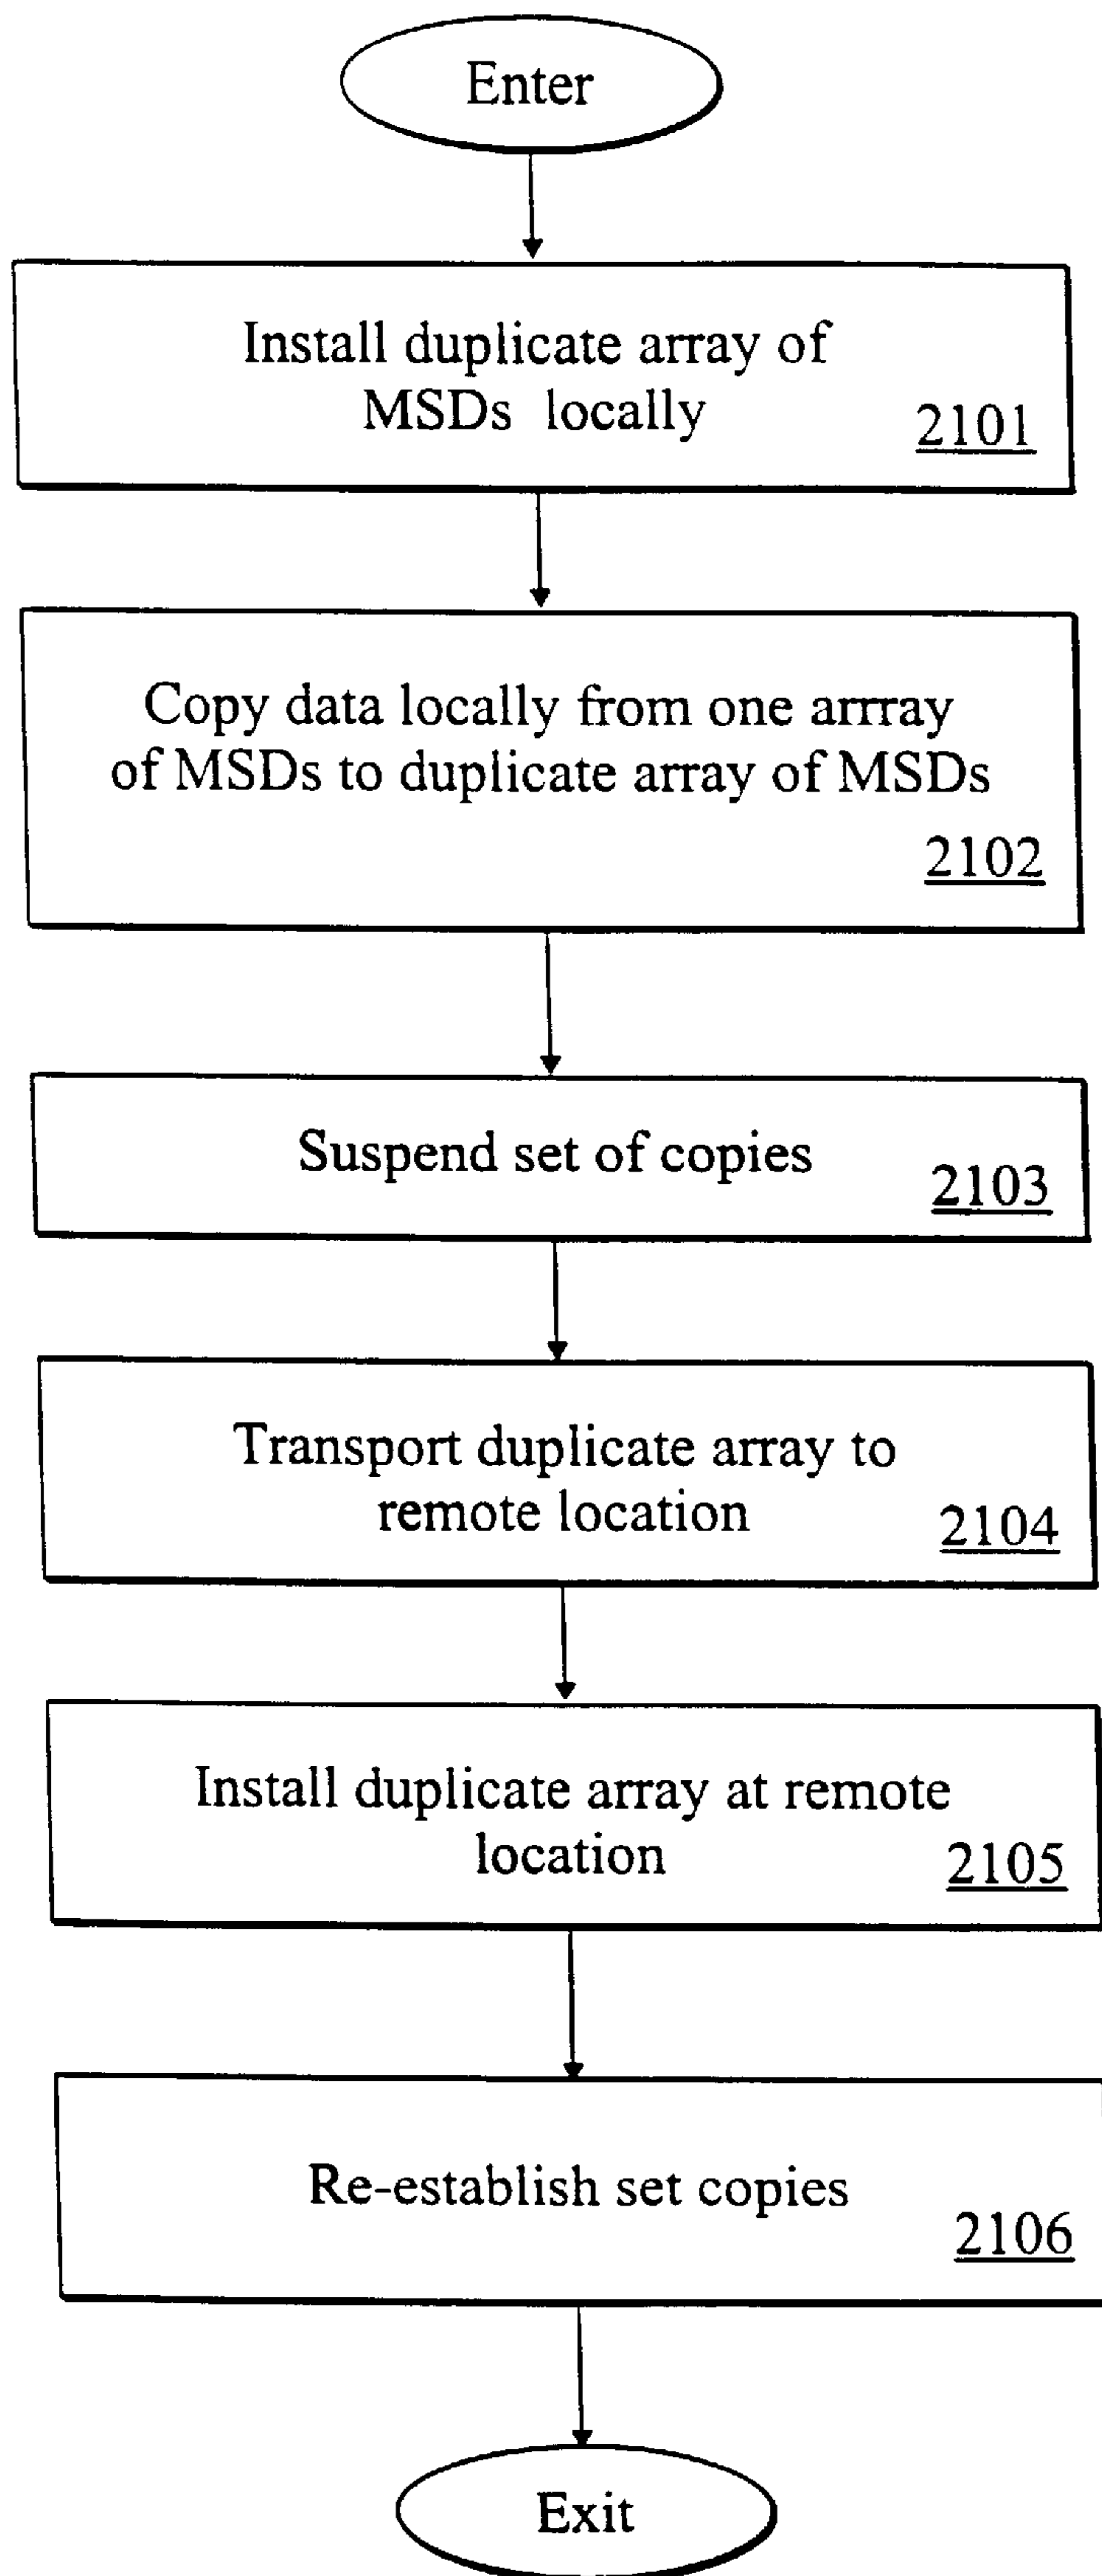 Enter
Install duplicate array of
MSDs locally
2101
Copy data locally from one arrray
of MSDs to duplicate array of MSDs
2102
Suspend set of copies
2103
Transport duplicate array to
remote location
2104
Install duplicate array at remote
location
2105
Re-establish set copies
2106
Exit